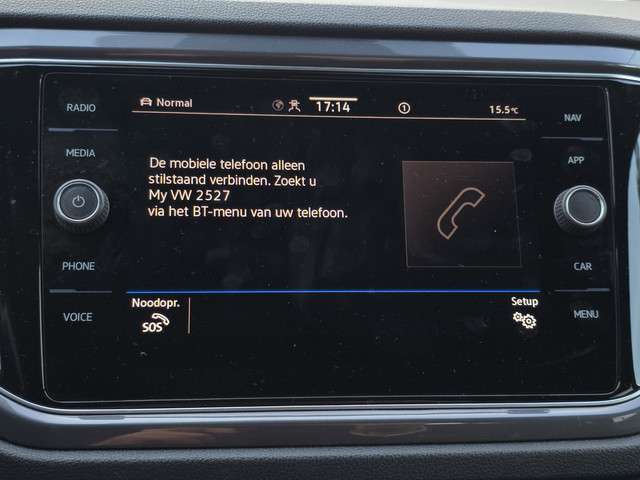 RADIO
MEDIA
PHONE
VOICE
Normal
17:14
1
15.5°C
De mobiele telefoon alleen
stilstaand verbinden. Zoekt u
My VW 2527
via het BT-menu van uw telefoon.
Noodopr.
SOS
Setup
NAV
APP
CAR
MENU